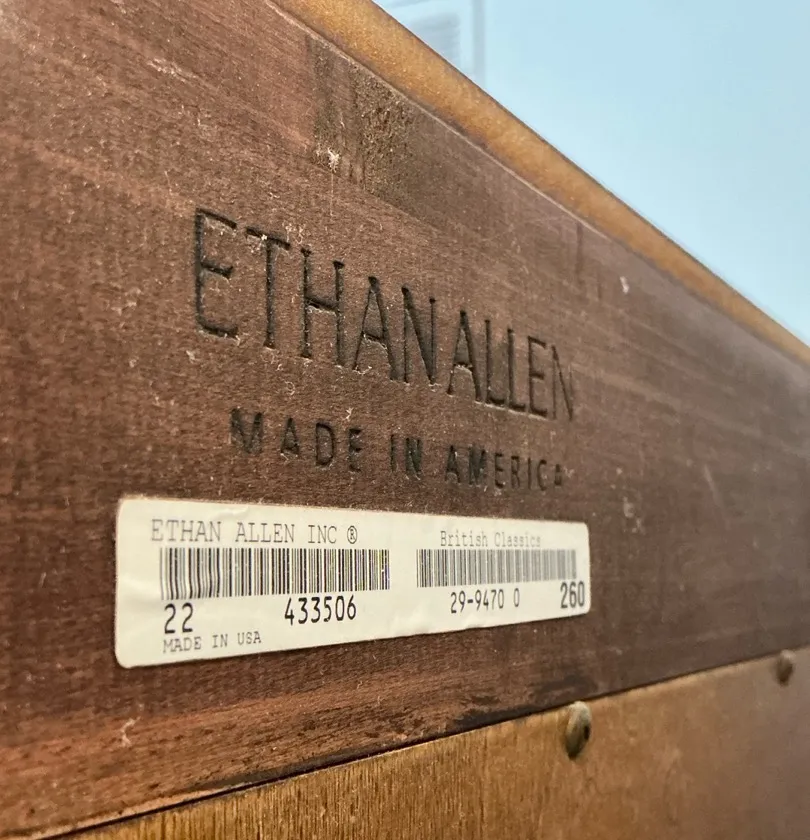 ETHAN ALLEN
MADE IN AMERICA
ETHAN ALLEN INC ® British Classics
22 433506 29-9470 0 260
MADE IN USA